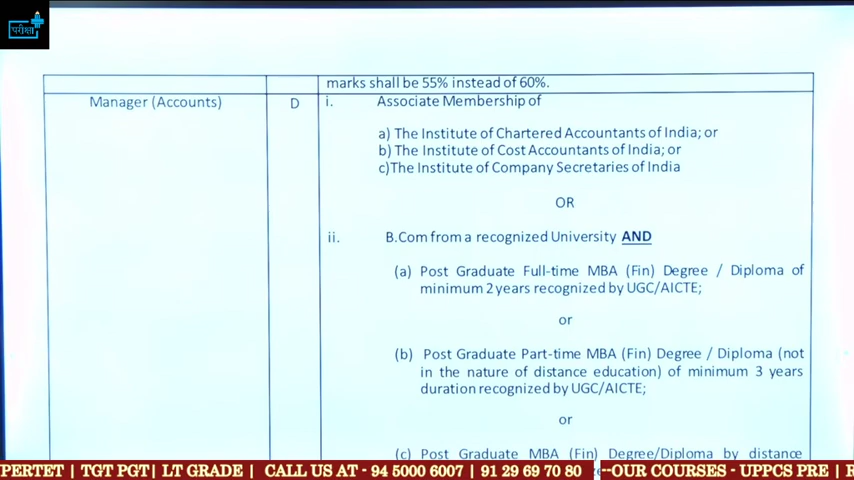 परीक्षा
marks shall be 55% instead of 60%.
Manager (Accounts) D i. Associate Membership of
a) The Institute of Chartered Accountants of India; or
b) The Institute of Cost Accountants of India; or
c)The Institute of Company Secretaries of India
OR
ii. B.Com from a recognized University AND
(a) Post Graduate Full-time MBA (Fin) Degree / Diploma of
minimum 2 years recognized by UGC/AICTE;
or
(b) Post Graduate Part-time MBA (Fin) Degree / Diploma (not
in the nature of distance education) of minimum 3 years
duration recognized by UGC/AICTE;
or
(c) Post Graduate MBA (Fin) Degree/Diploma by distance
PERTET | TGT PGT| LT GRADE | CALL US AT - 94 5000 6007 | 91 29 69 70 80 --OUR COURSES - UPPCS PRE | R